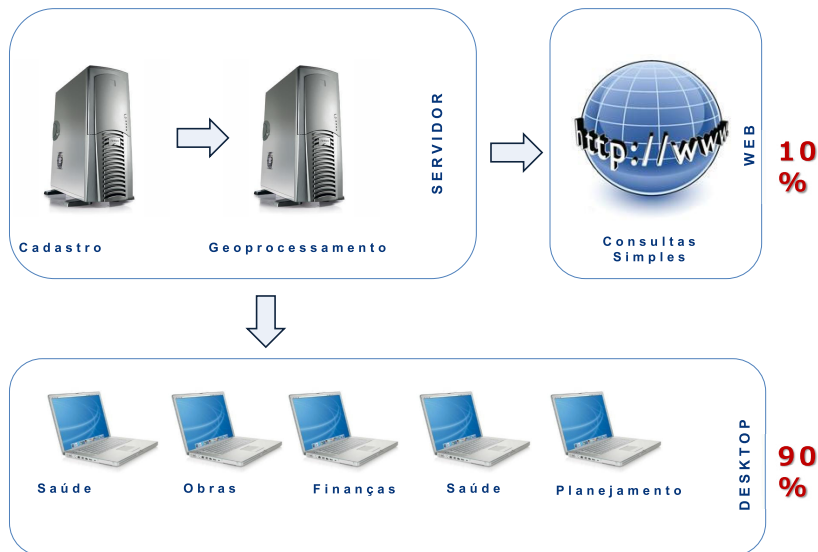 SERVIDOR
Cadastro
Geoprocessamento
http://www
WEB
Consultas
Simples
10
%
Saúde
Obras
Finanças
Saúde
Planejamento
DESKTOP
90
%